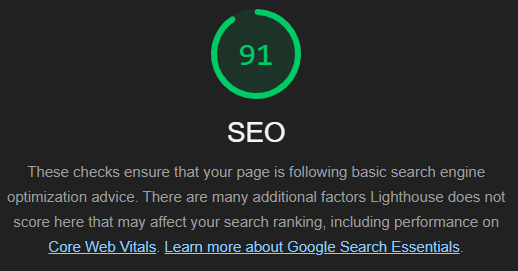 91
SEO
These checks ensure that your page is following basic search engine
optimization advice. There are many additional factors Lighthouse does not
score here that may affect your search ranking, including performance on
Core Web Vitals. Learn more about Google Search Essentials.